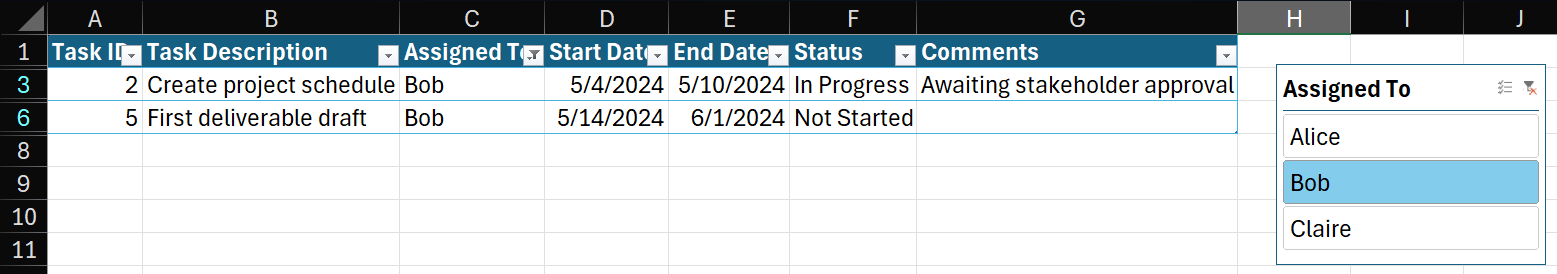 A B C D E F G H I J
1 Task ID Task Description Assigned To Start Date End Date Status Comments
3 2 Create project schedule Bob 5/4/2024 5/10/2024 In Progress Awaiting stakeholder approval
Assigned To
6 5 First deliverable draft Bob 5/14/2024 6/1/2024 Not Started
Alice
8
9
Bob
10
Claire
11